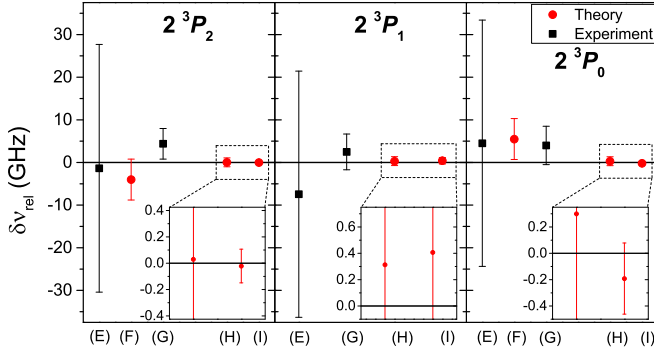 2 ³P₂
2 ³P₁
2 ³P₀
Theory
Experiment
δν_rel (GHz)
30
20
10
0
-10
-20
-30
0.4
0.2
0.0
-0.2
-0.4
0.6
0.4
0.2
0.0
0.2
0.0
-0.2
-0.4
(E) (F) (G) (H) (I)
(E) (G) (H) (I)
(E) (F) (G) (H) (I)